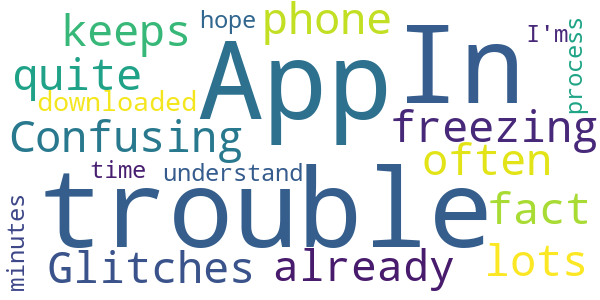 hope
keeps
phone
App
In
I'm
process
quite
downloaded
Confusing
freezing
often
time
understand
trouble
fact
minutes
Glitches
already
lots